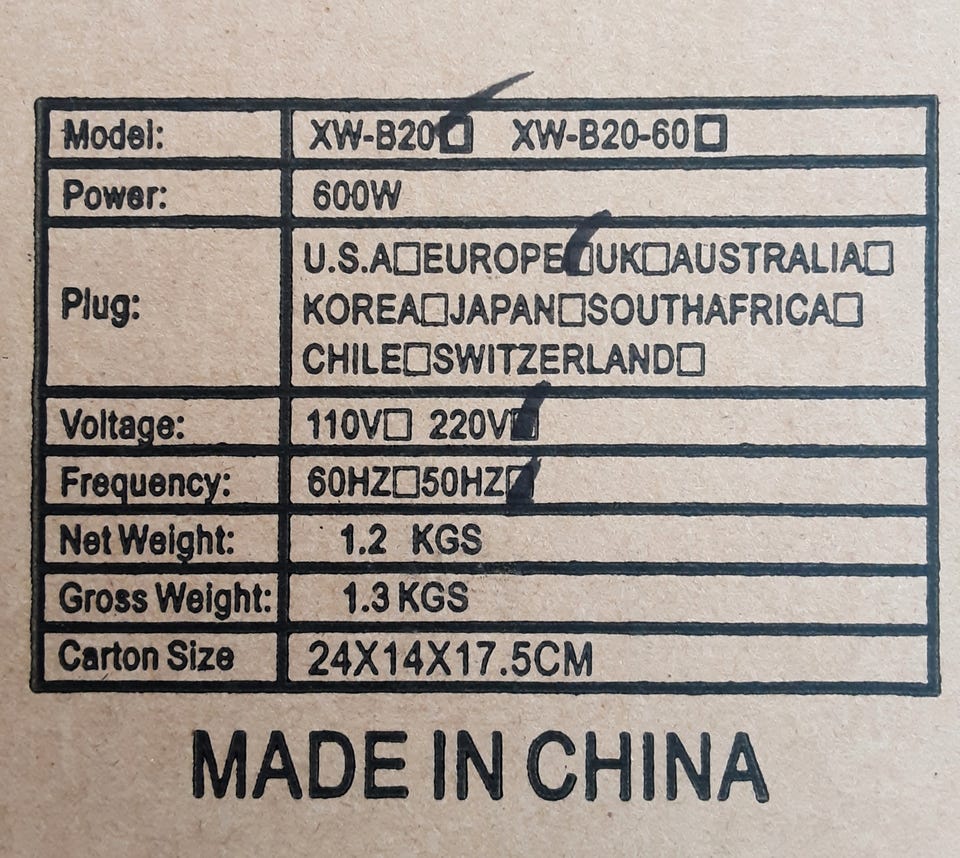 Model: XW-B20☑ XW-B20-60☐
Power: 600W
Plug: U.S.A☐EUROPE☑UK☐AUSTRALIA☐
KOREA☐JAPAN☐SOUTHAFRICA☐
CHILE☐SWITZERLAND☐
Voltage: 110V☐ 220V☑
Frequency: 60HZ☐50HZ☑
Net Weight: 1.2 KGS
Gross Weight: 1.3 KGS
Carton Size 24X14X17.5CM
MADE IN CHINA